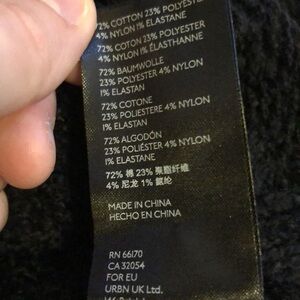 72% COTTON 23% POLYESTER
4% NYLON 1% ELASTANE
72% COTON 23% POLYESTER
4% NYLON 1% ÉLASTHANNE
72% BAUMWOLLE
23% POLYESTER 4% NYLON
1% ELASTAN
72% COTONE
23% POLIESTERE 4% NYLON
1% ELASTAN
72% ALGODÓN
23% POLIÉSTER 4% NYLON
1% ELASTANE
72% 棉 23% 聚酯纤维
4% 尼龙 1% 氨纶
MADE IN CHINA
HECHO EN CHINA
RN 66170
CA 32054
FOR EU
URBN UK Ltd.